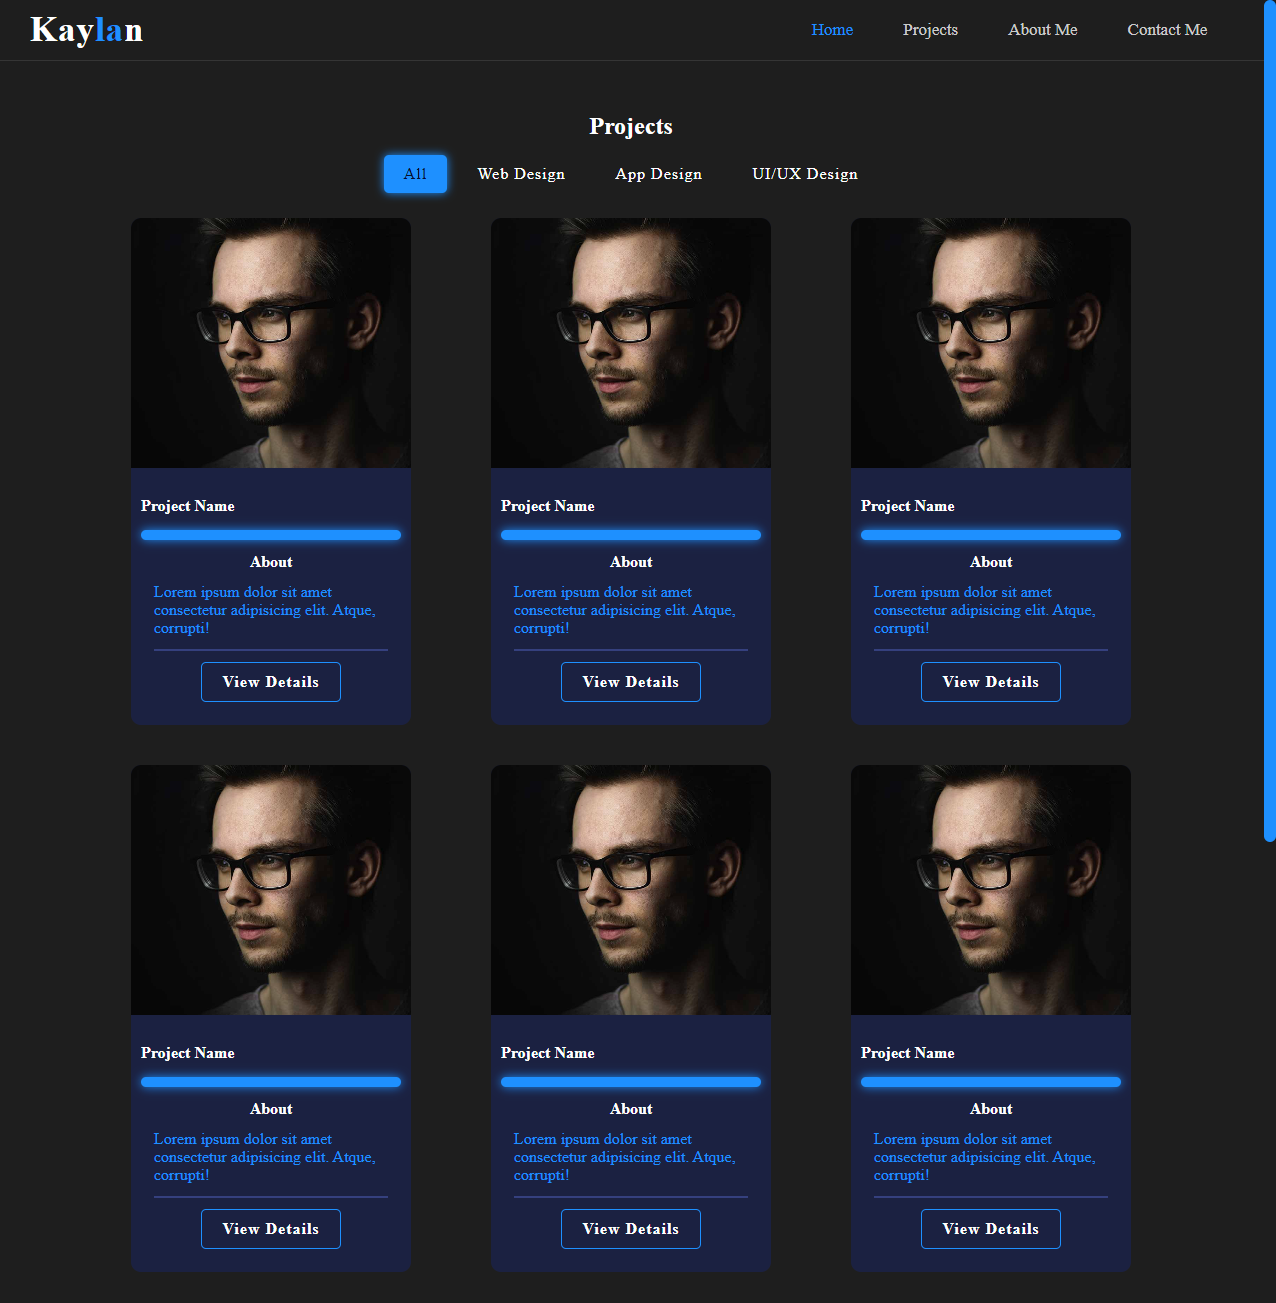 Kaylan
Home Projects About Me Contact Me
Projects
All Web Design App Design UI/UX Design
Project Name
About
Lorem ipsum dolor sit amet
consectetur adipisicing elit. Atque,
corrupti!
View Details
Project Name
About
Lorem ipsum dolor sit amet
consectetur adipisicing elit. Atque,
corrupti!
View Details
Project Name
About
Lorem ipsum dolor sit amet
consectetur adipisicing elit. Atque,
corrupti!
View Details
Project Name
About
Lorem ipsum dolor sit amet
consectetur adipisicing elit. Atque,
corrupti!
View Details
Project Name
About
Lorem ipsum dolor sit amet
consectetur adipisicing elit. Atque,
corrupti!
View Details
Project Name
About
Lorem ipsum dolor sit amet
consectetur adipisicing elit. Atque,
corrupti!
View Details